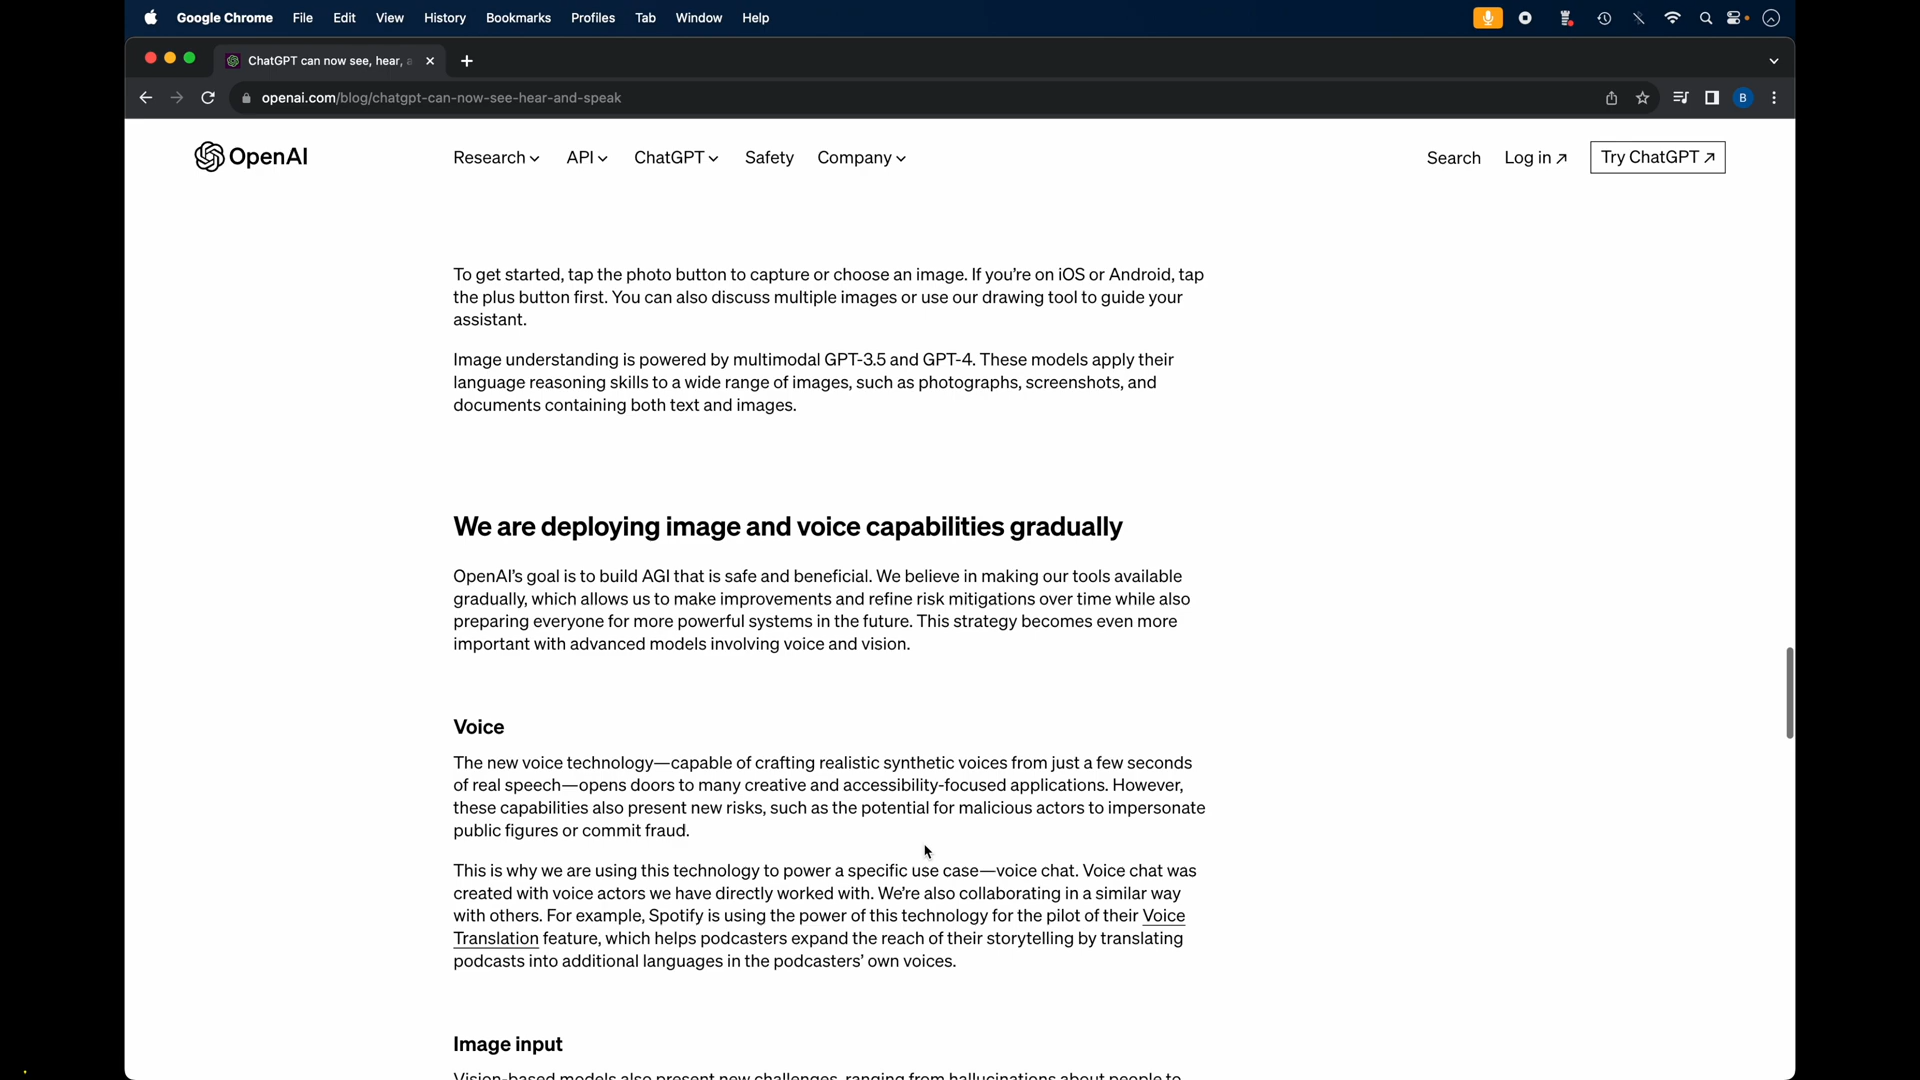 Google Chrome File Edit View History Bookmarks Profiles Tab Window Help
ChatGPT can now see, hear, a
openai.com/blog/chatgpt-can-now-see-hear-and-speak
B
OpenAI Research API ChatGPT Safety Company Search Log in ↗ Try ChatGPT ↗
To get started, tap the photo button to capture or choose an image. If you’re on iOS or Android, tap
the plus button first. You can also discuss multiple images or use our drawing tool to guide your
assistant.
Image understanding is powered by multimodal GPT-3.5 and GPT-4. These models apply their
language reasoning skills to a wide range of images, such as photographs, screenshots, and
documents containing both text and images.
We are deploying image and voice capabilities gradually
OpenAI’s goal is to build AGI that is safe and beneficial. We believe in making our tools available
gradually, which allows us to make improvements and refine risk mitigations over time while also
preparing everyone for more powerful systems in the future. This strategy becomes even more
important with advanced models involving voice and vision.
Voice
The new voice technology—capable of crafting realistic synthetic voices from just a few seconds
of real speech—opens doors to many creative and accessibility-focused applications. However,
these capabilities also present new risks, such as the potential for malicious actors to impersonate
public figures or commit fraud.
This is why we are using this technology to power a specific use case—voice chat. Voice chat was
created with voice actors we have directly worked with. We’re also collaborating in a similar way
with others. For example, Spotify is using the power of this technology for the pilot of their Voice
Translation feature, which helps podcasters expand the reach of their storytelling by translating
podcasts into additional languages in the podcasters’ own voices.
Image input
Vision-based models also present new challenges, ranging from hallucinations about people to